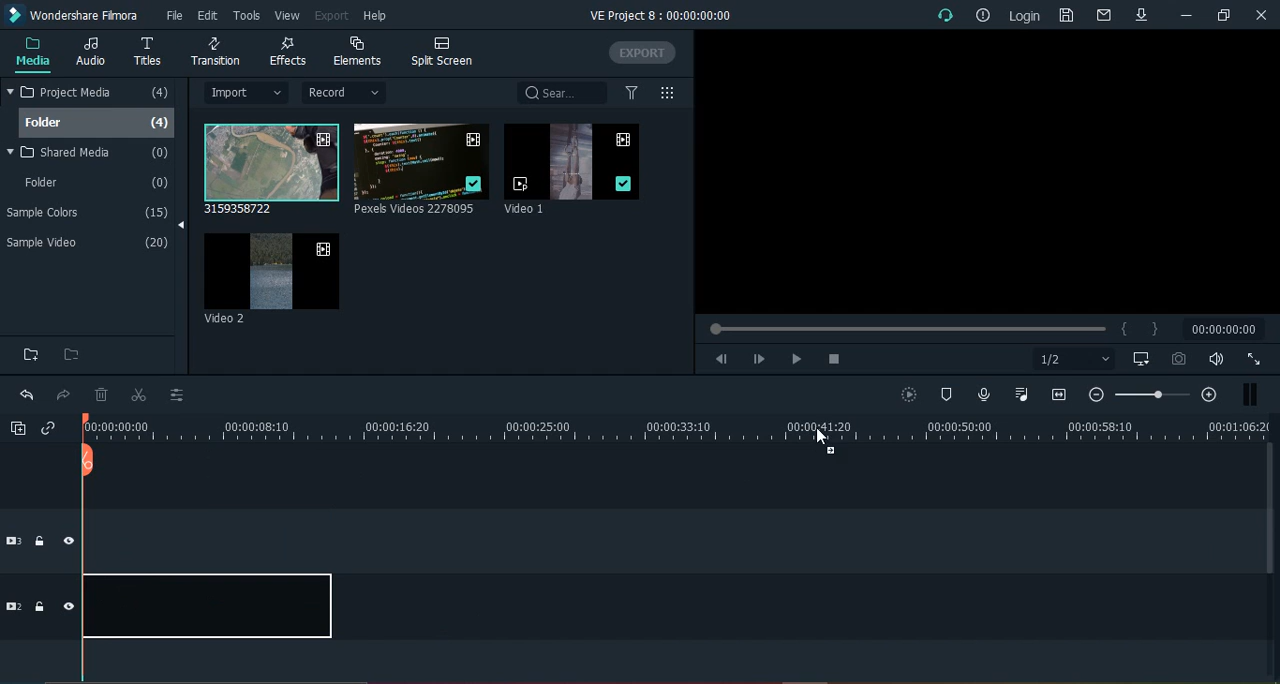 Wondershare Filmora File Edit Tools View Export Help VE Project 8 : 00:00:00:00 Login
Media Audio Titles Transition Effects Elements Split Screen EXPORT
Project Media (4)
Folder (4)
Shared Media (0)
Folder (0)
Sample Colors (15)
Sample Video (20)
Import Record Sear...
3159358722 Pexels Videos 2278095 Video 1
Video 2
{ } 00:00:00:00
1/2
00:00:00:00 00:00:08:10 00:00:16:20 00:00:25:00 00:00:33:10 00:00:41:20 00:00:50:00 00:00:58:10 00:01:06:2
3
2